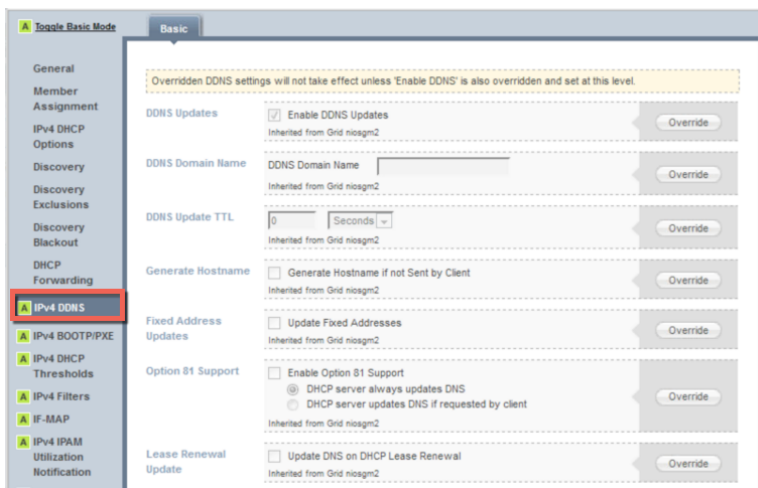 A Toggle Basic Mode
Basic
General
Member
Assignment
IPv4 DHCP
Options
Discovery
Discovery
Exclusions
Discovery
Blackout
DHCP
Forwarding
A IPv4 DDNS
A IPv4 BOOTP/PXE
A IPv4 DHCP
Thresholds
A IPv4 Filters
A IF-MAP
A IPv4 IPAM
Utilization
Notification
Overridden DDNS settings will not take effect unless 'Enable DDNS' is also overridden and set at this level.
DDNS Updates
Enable DDNS Updates
Inherited from Grid niosgm2
Override
DDNS Domain Name
DDNS Domain Name
Inherited from Grid niosgm2
Override
DDNS Update TTL
0 Seconds
Inherited from Grid niosgm2
Override
Generate Hostname
Generate Hostname if not Sent by Client
Inherited from Grid niosgm2
Override
Fixed Address
Updates
Update Fixed Addresses
Inherited from Grid niosgm2
Override
Option 81 Support
Enable Option 81 Support
DHCP server always updates DNS
DHCP server updates DNS if requested by client
Inherited from Grid niosgm2
Override
Lease Renewal
Update
Update DNS on DHCP Lease Renewal
Inherited from Grid niosgm2
Override